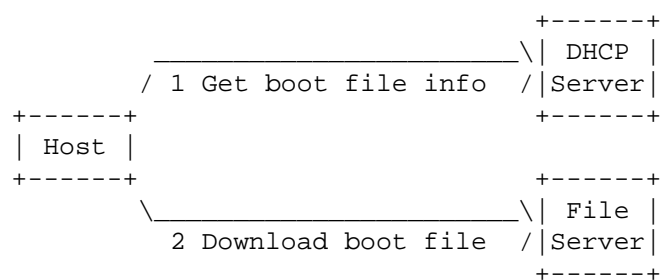 DHCP
1 Get boot file info
Server
Host
File
2 Download boot file
Server